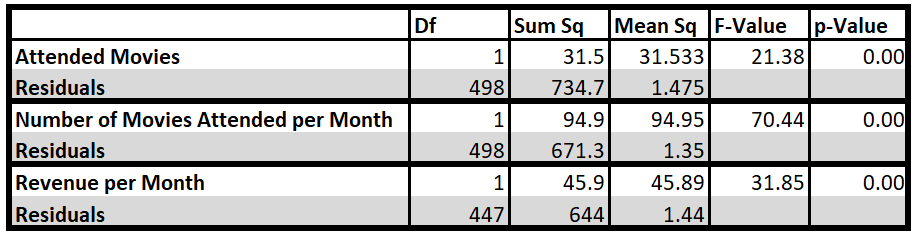 Df Sum Sq Mean Sq F-Value p-Value
Attended Movies 1 31.5 31.533 21.38 0.00
Residuals 498 734.7 1.475
Number of Movies Attended per Month 1 94.9 94.95 70.44 0.00
Residuals 498 671.3 1.35
Revenue per Month 1 45.9 45.89 31.85 0.00
Residuals 447 644 1.44